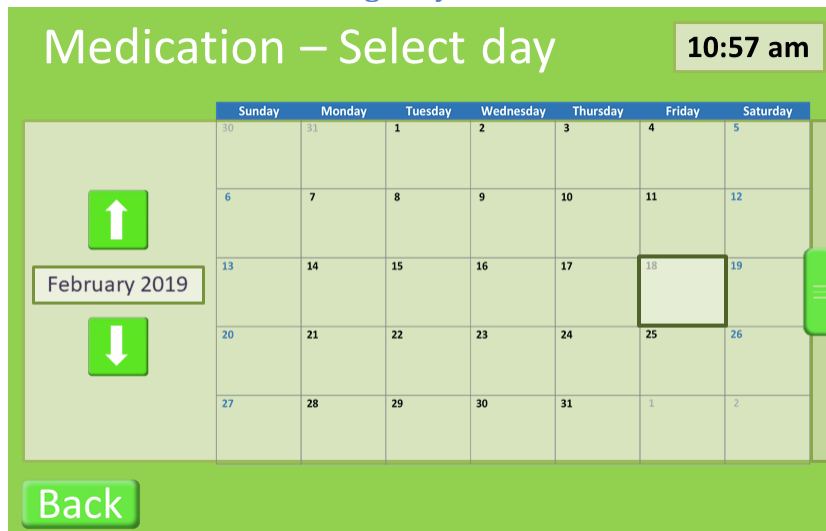 Medication – Select day
10:57 am
Sunday Monday Tuesday Wednesday Thursday Friday Saturday
30 31 1 2 3 4 5
6 7 8 9 10 11 12
February 2019
13 14 15 16 17 18 19
20 21 22 23 24 25 26
27 28 29 30 31 1 2
Back